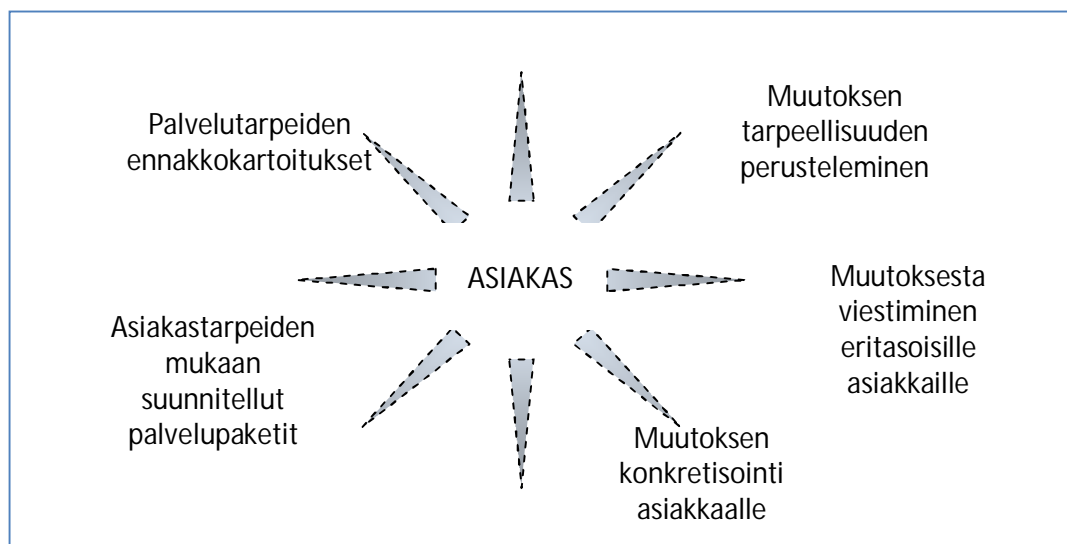 Palvelutarpeiden
ennakkokartoitukset
Muutoksen
tarpeellisuuden
perusteleminen
ASIAKAS
Muutoksesta
viestiminen
eritasoisille
asiakkaille
Asiakastarpeiden
mukaan
suunnitellut
palvelupaketit
Muutoksen
konkretisointi
asiakkaalle